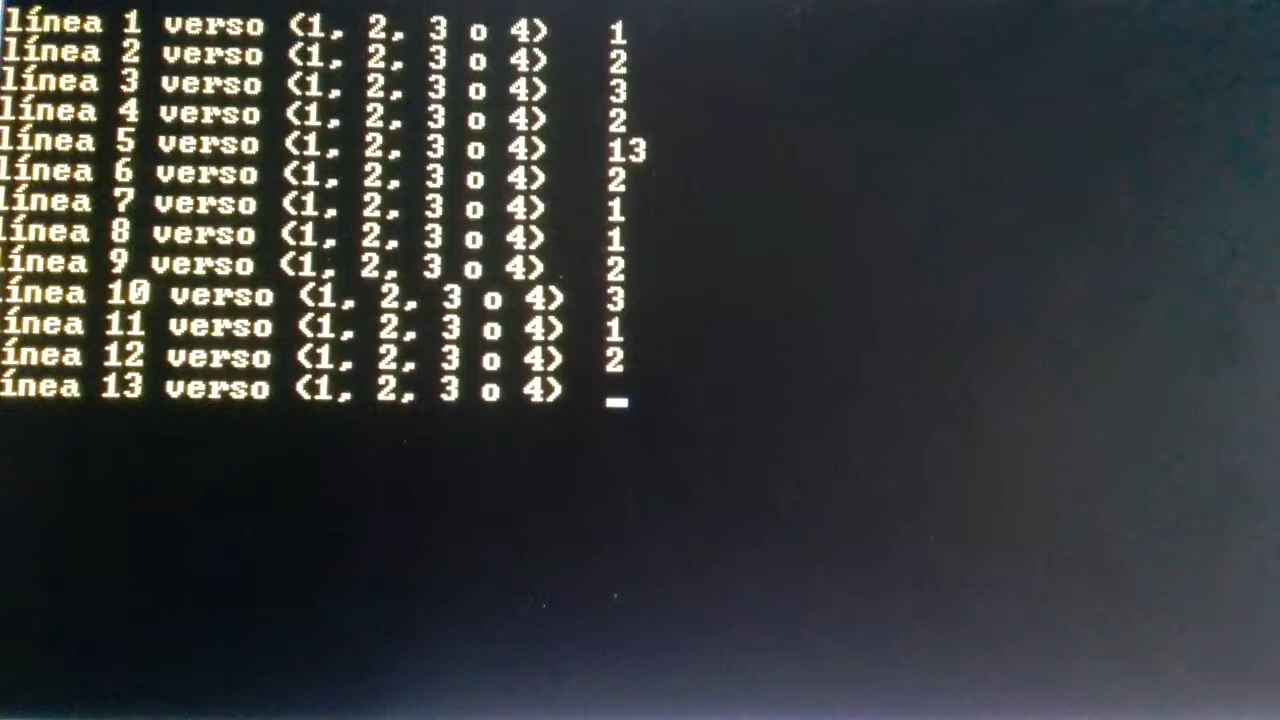 línea 1 verso (1, 2, 3 o 4) 1
línea 2 verso (1, 2, 3 o 4) 2
línea 3 verso (1, 2, 3 o 4) 3
línea 4 verso (1, 2, 3 o 4) 2
línea 5 verso (1, 2, 3 o 4) 13
línea 6 verso (1, 2, 3 o 4) 2
línea 7 verso (1, 2, 3 o 4) 1
línea 8 verso (1, 2, 3 o 4) 1
línea 9 verso (1, 2, 3 o 4) 2
ínea 10 verso (1, 2, 3 o 4) 3
ínea 11 verso (1, 2, 3 o 4) 1
ínea 12 verso (1, 2, 3 o 4) 2
ínea 13 verso (1, 2, 3 o 4) _